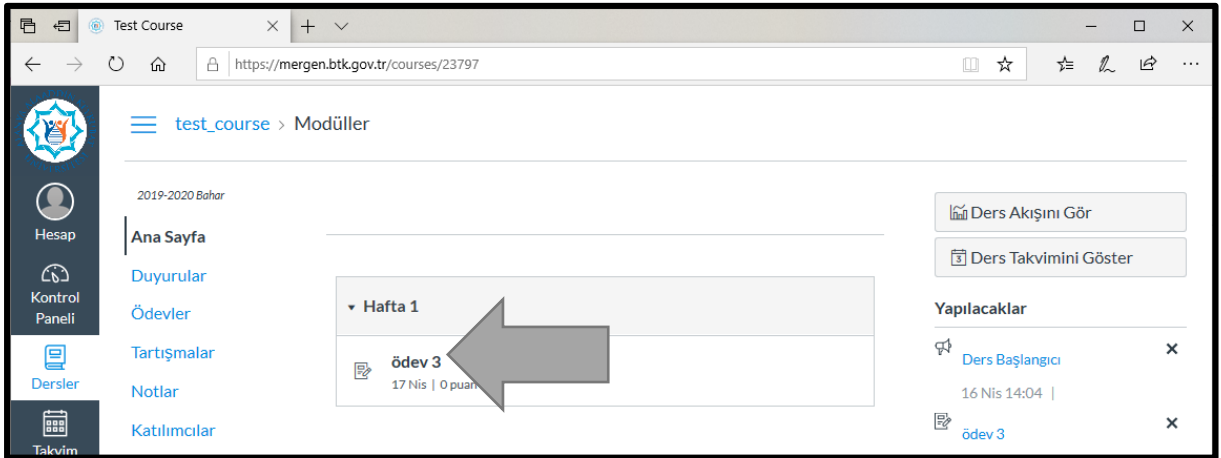 Test Course
https://mergen.btk.gov.tr/courses/23797
test_course > Modüller
Hesap
Kontrol
Paneli
Dersler
Takvim
2019-2020 Bahar
Ana Sayfa
Duyurular
Ödevler
Tartışmalar
Notlar
Katılımcılar
Hafta 1
ödev 3
17 Nis | 0 puan
Ders Akışını Gör
3 Ders Takvimini Göster
Yapılacaklar
Ders Başlangıcı
16 Nis 14:04 |
ödev 3